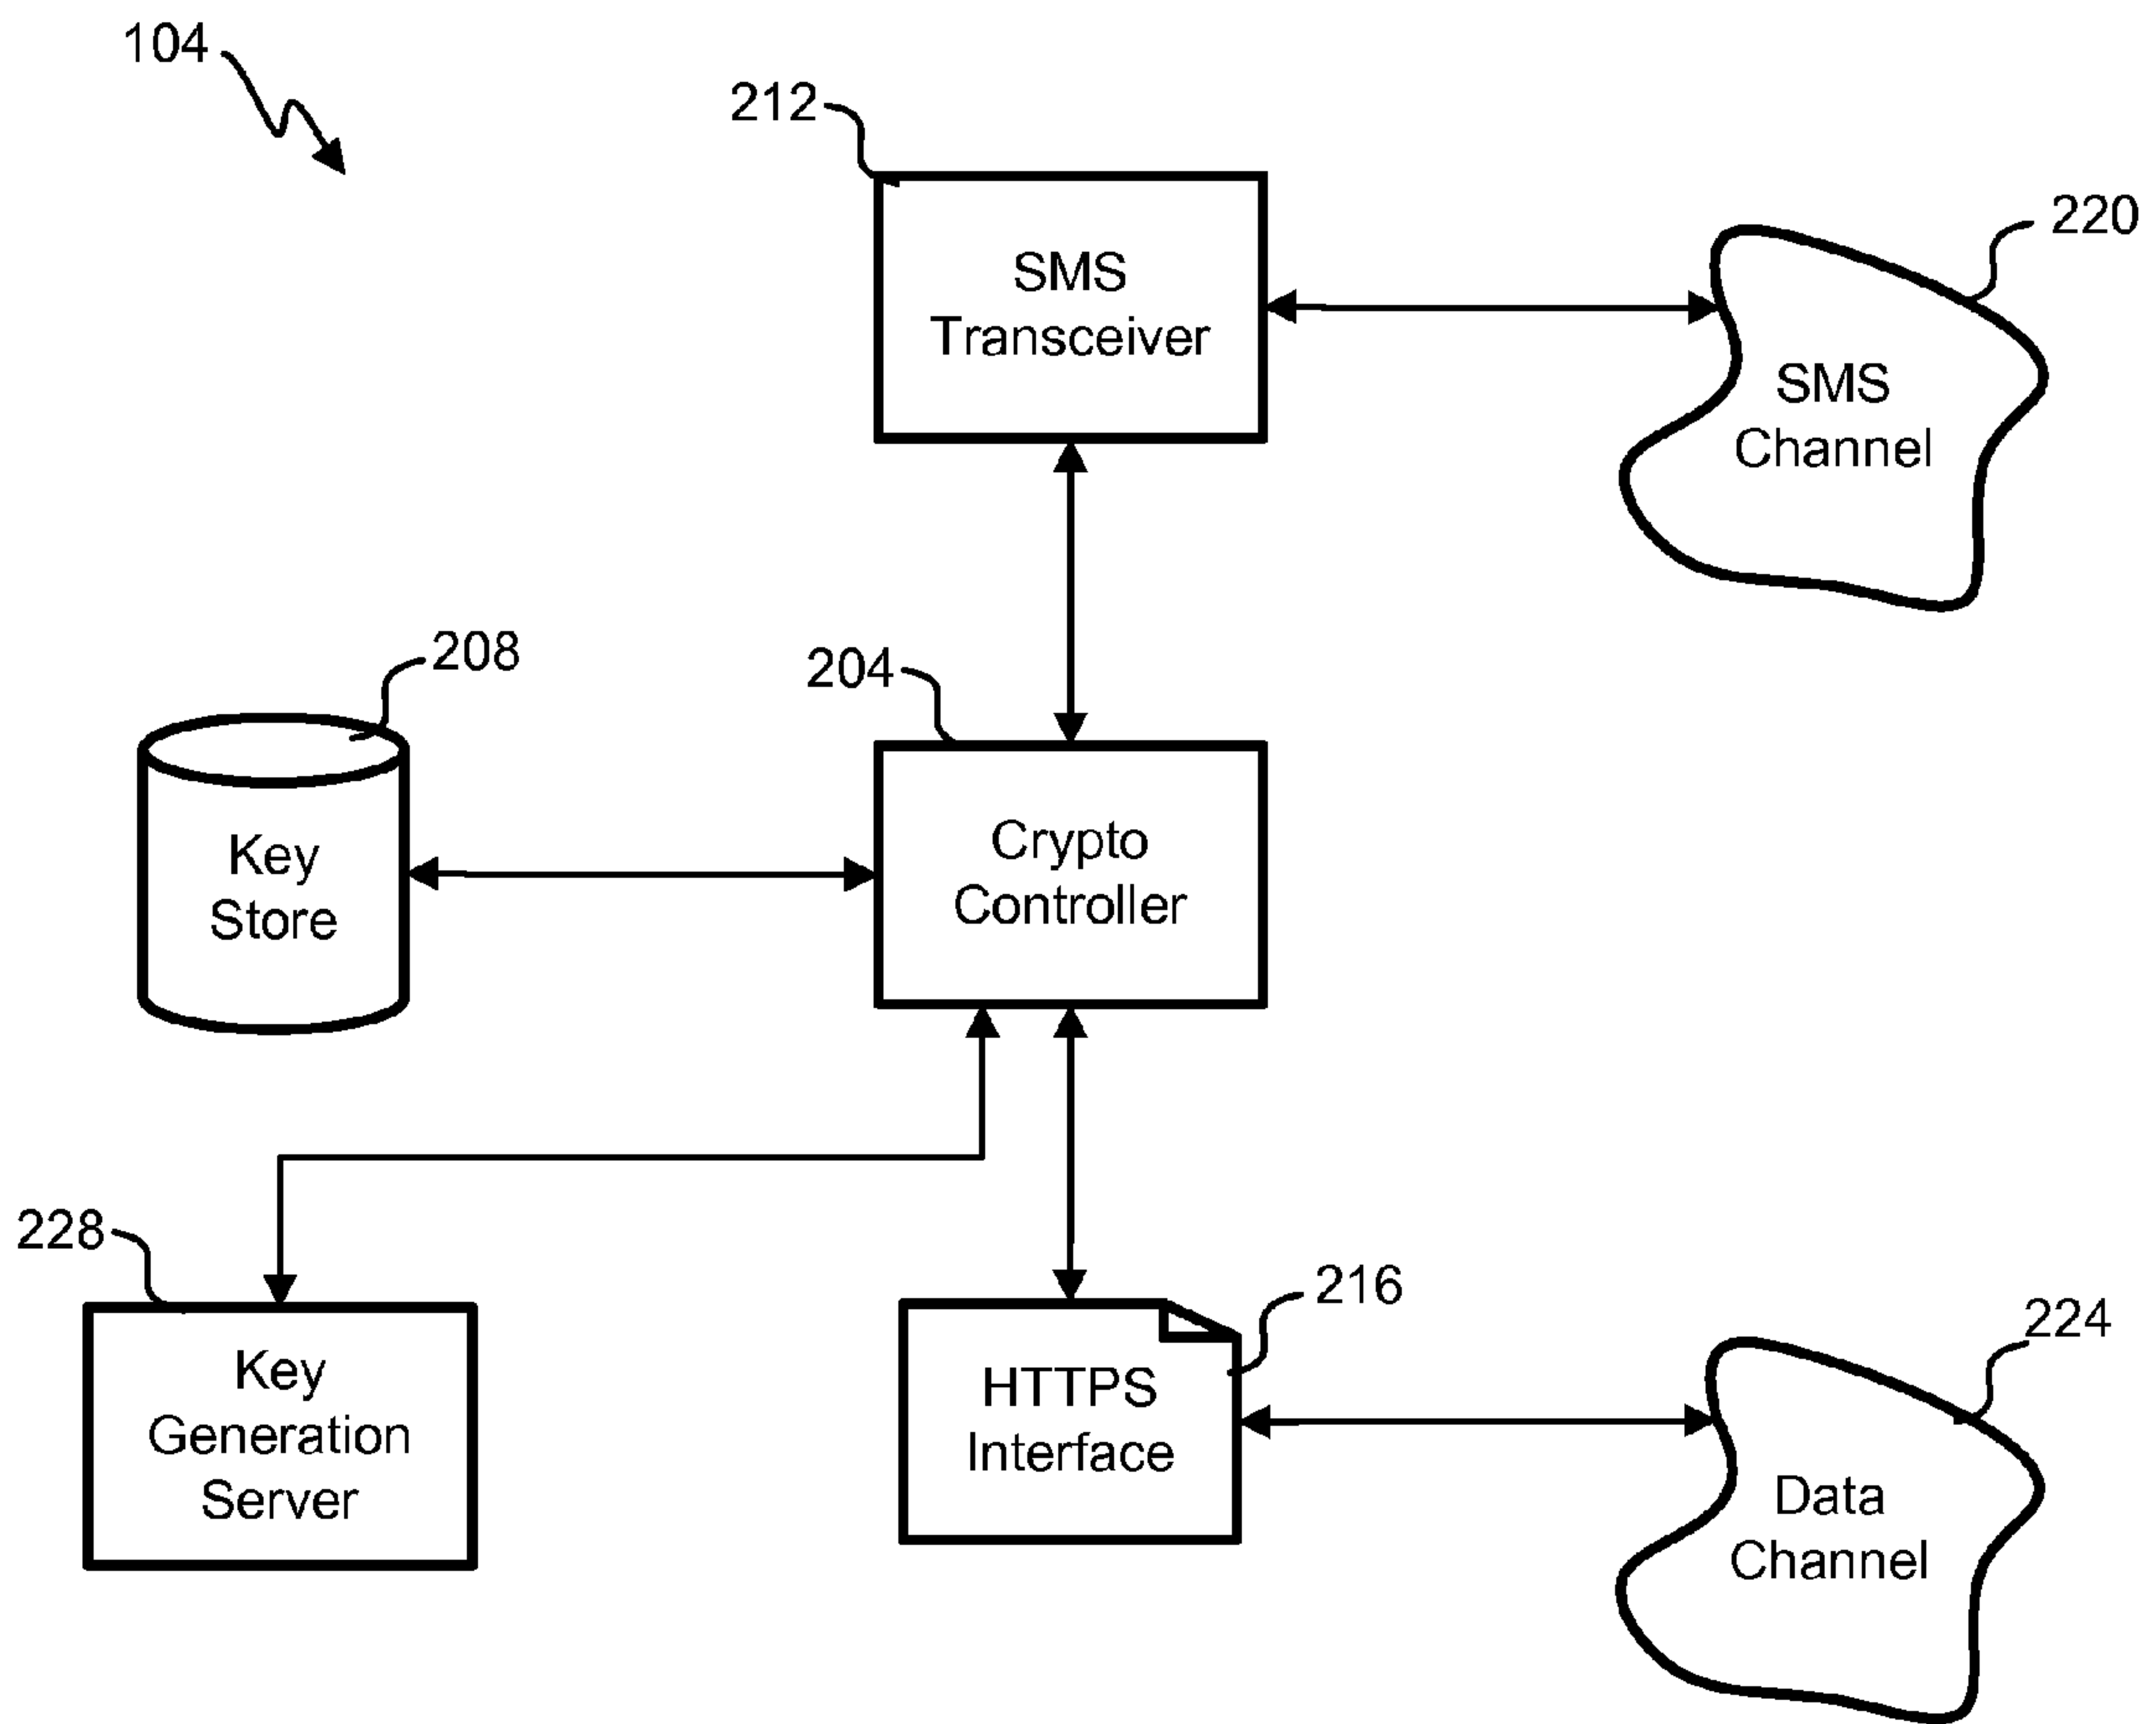 104
212
SMS
Transceiver
220
SMS
Channel
208
Key
Store
204
Crypto
Controller
228
Key
Generation
Server
216
HTTPS
Interface
224
Data
Channel